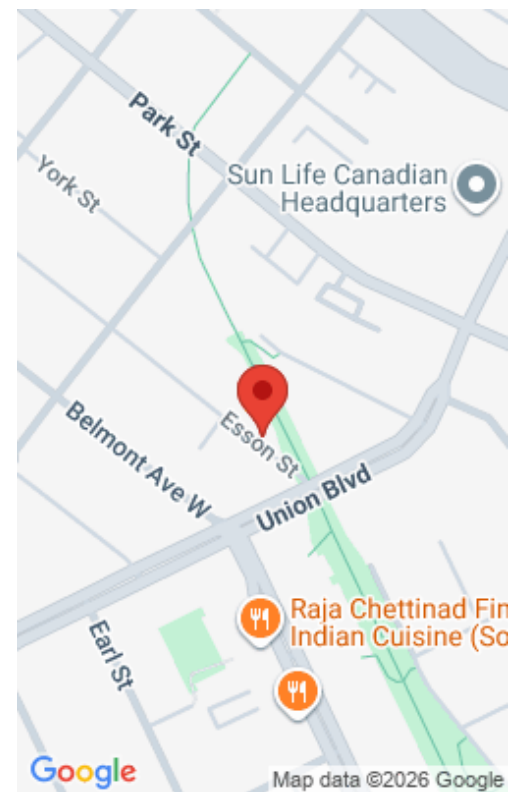 Park St
York St
Sun Life Canadian
Headquarters
Belmont Ave W
Esson St
Union Blvd
Raja Chettinad Fin
Indian Cuisine (So
Earl St
Google
Map data ©2026 Google